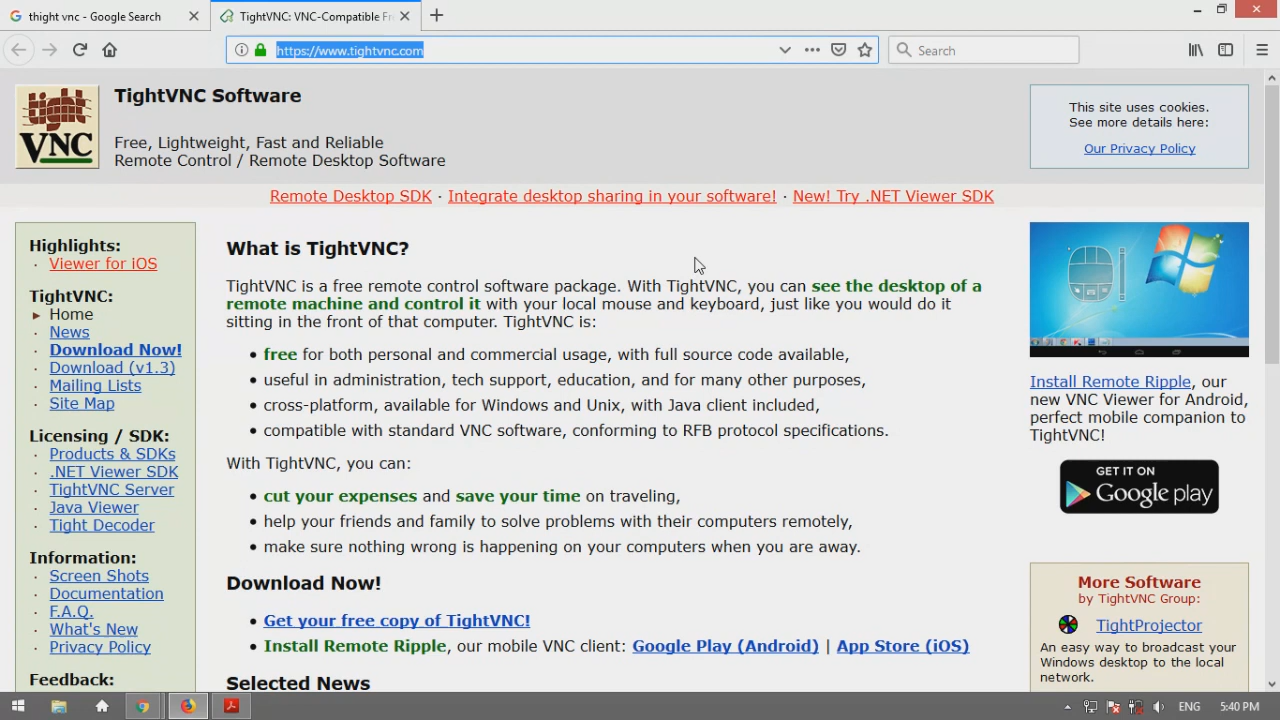 thight vnc - Google Search
TightVNC: VNC-Compatible Fr
https://www.tightvnc.com
Search
VNC
TightVNC Software
Free, Lightweight, Fast and Reliable
Remote Control / Remote Desktop Software
This site uses cookies.
See more details here:
Our Privacy Policy
Remote Desktop SDK · Integrate desktop sharing in your software! · New! Try .NET Viewer SDK
Highlights:
Viewer for iOS
TightVNC:
Home
News
Download Now!
Download (v1.3)
Mailing Lists
Site Map
Licensing / SDK:
Products & SDKs
.NET Viewer SDK
TightVNC Server
Java Viewer
Tight Decoder
Information:
Screen Shots
Documentation
F.A.Q.
What's New
Privacy Policy
Feedback:
What is TightVNC?
TightVNC is a free remote control software package. With TightVNC, you can see the desktop of a
remote machine and control it with your local mouse and keyboard, just like you would do it
sitting in the front of that computer. TightVNC is:
• free for both personal and commercial usage, with full source code available,
• useful in administration, tech support, education, and for many other purposes,
• cross-platform, available for Windows and Unix, with Java client included,
• compatible with standard VNC software, conforming to RFB protocol specifications.
With TightVNC, you can:
• cut your expenses and save your time on traveling,
• help your friends and family to solve problems with their computers remotely,
• make sure nothing wrong is happening on your computers when you are away.
Download Now!
• Get your free copy of TightVNC!
• Install Remote Ripple, our mobile VNC client: Google Play (Android) | App Store (iOS)
Selected News
Install Remote Ripple, our
new VNC Viewer for Android,
perfect mobile companion to
TightVNC!
GET IT ON
Google play
More Software
by TightVNC Group:
TightProjector
An easy way to broadcast your
Windows desktop to the local
network.
ENG
5:40 PM